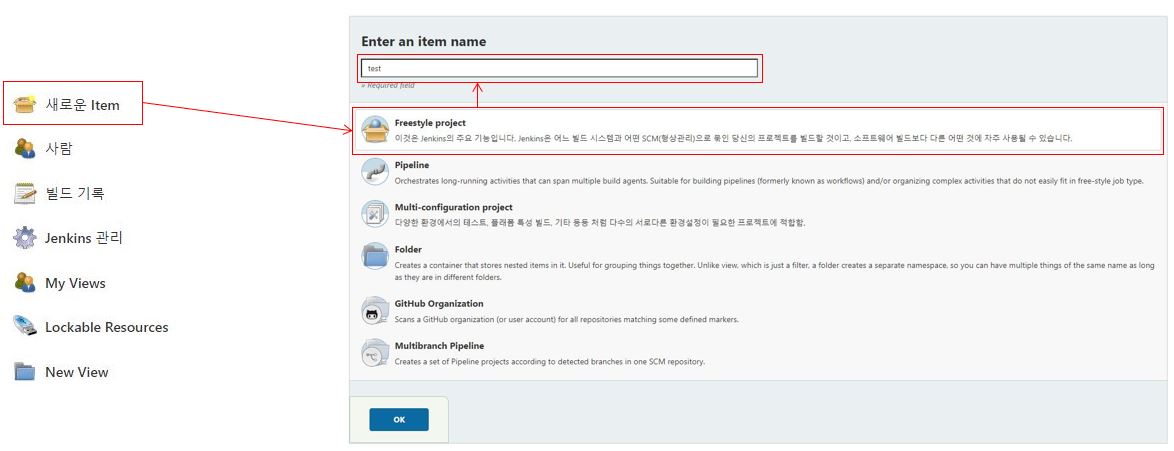 새로운 Item
사람
빌드 기록
Jenkins 관리
My Views
Lockable Resources
New View
Enter an item name
test
» Required field
Freestyle project
이것은 Jenkins의 주요 기능입니다. Jenkins은 어느 빌드 시스템과 어떤 SCM(형상관리)으로 묶인 당신의 프로젝트를 빌드할 것이고, 소프트웨어 빌드보다 다른 어떤 것에 자주 사용될 수 있습니다.
Pipeline
Orchestrates long-running activities that can span multiple build agents. Suitable for building pipelines (formerly known as workflows) and/or organizing complex activities that do not easily fit in free-style job type.
Multi-configuration project
다양한 환경에서의 테스트, 플래폼 특성 빌드, 기타 등등 처럼 다수의 서로다른 환경설정이 필요한 프로젝트에 적합함.
Folder
Creates a container that stores nested items in it. Useful for grouping things together. Unlike view, which is just a filter, a folder creates a separate namespace, so you can have multiple things of the same name as long
as they are in different folders.
GitHub Organization
Scans a GitHub organization (or user account) for all repositories matching some defined markers.
Multibranch Pipeline
Creates a set of Pipeline projects according to detected branches in one SCM repository.
OK